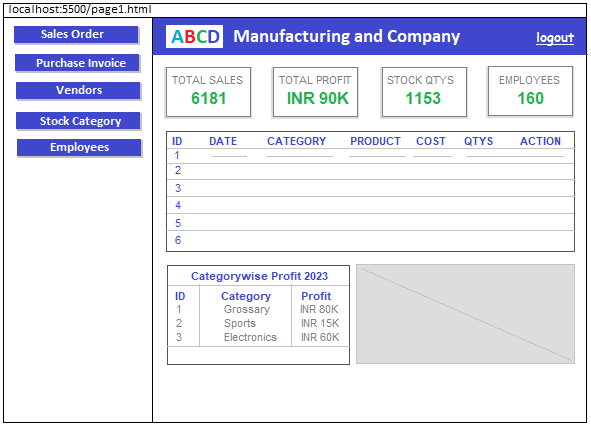 localhost:5500/page1.html
Sales Order
Purchase Invoice
Vendors
Stock Category
Employees
ABCD Manufacturing and Company logout
TOTAL SALES TOTAL PROFIT STOCK QTYS EMPLOYEES
6181 INR 90K 1153 160
ID DATE CATEGORY PRODUCT COST QTYS ACTION
1
2
3
4
5
6
Categorywise Profit 2023
ID Category Profit
1 Grossary INR 80K
2 Sports INR 15K
3 Electronics INR 60K